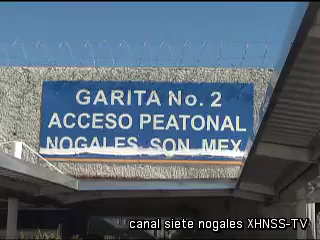 GARITA No. 2
ACCESO PEATONAL
NOGALES, SON. MEX.
canal siete nogales XHNSS-TV